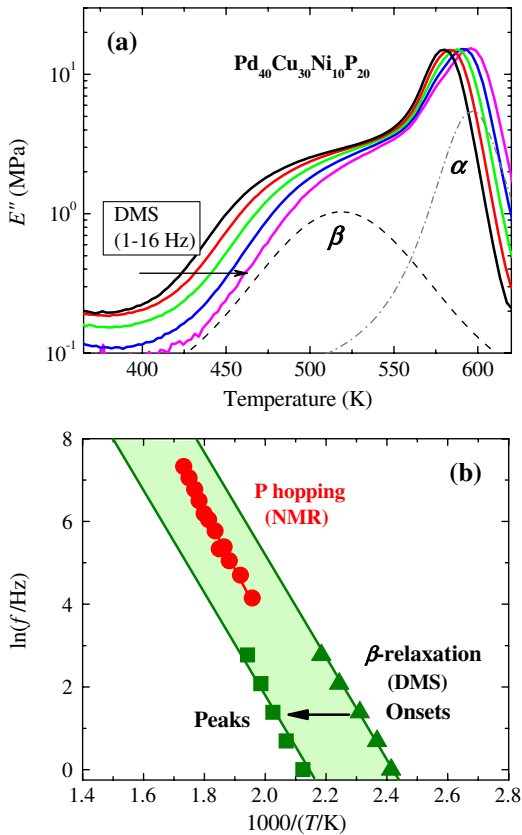 (a)
Pd₄₀Cu₃₀Ni₁₀P₂₀
E″ (MPa)
10¹
10⁰
10⁻¹
DMS
(1-16 Hz)
β
α
400 450 500 550 600
Temperature (K)
(b)
ln(f /Hz)
8
6
4
2
0
P hopping
(NMR)
β-relaxation
(DMS)
Onsets
Peaks
1.4 1.6 1.8 2.0 2.2 2.4 2.6 2.8
1000/(T/K)